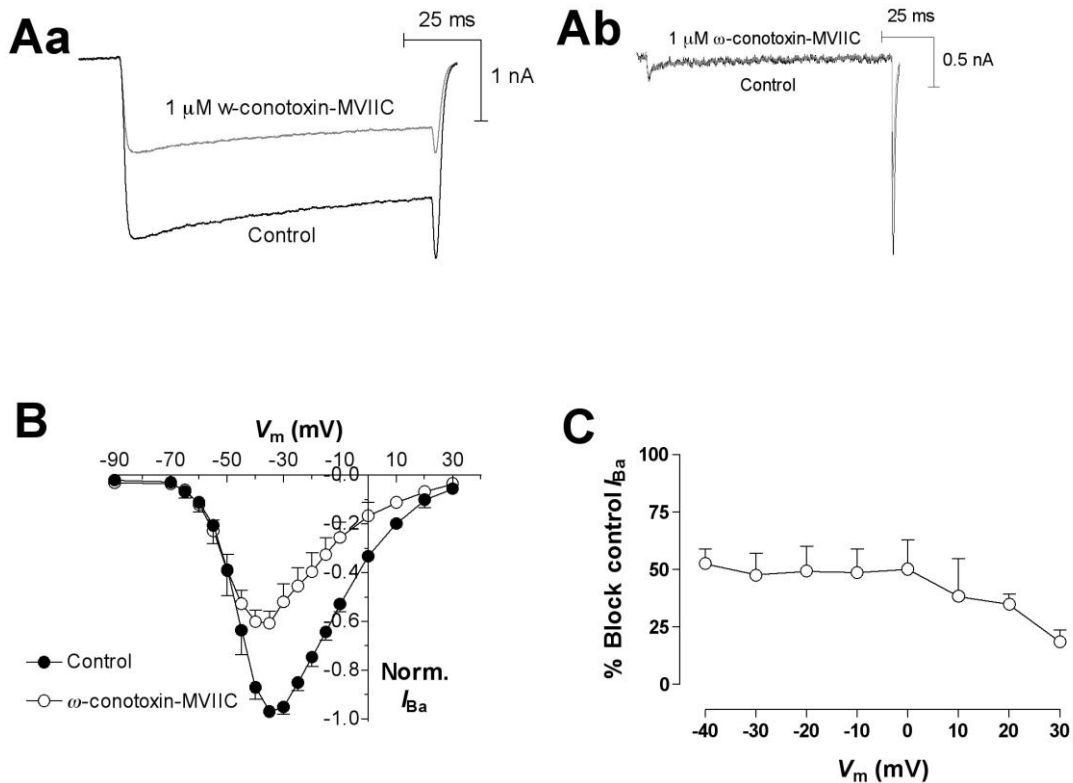 Aa
25 ms
1 nA
1 μM w-conotoxin-MVIIC
Control
Ab
25 ms
1 μM ω-conotoxin-MVIIC
0.5 nA
Control
B
Vm (mV)
-90 -70 -50 -30 -10 10 30
-0.0
-0.2
-0.4
-0.6
-0.8
-1.0
Norm.
IBa
Control
ω-conotoxin-MVIIC
C
% Block control IBa
100
75
50
25
0
-40 -30 -20 -10 0 10 20 30
Vm (mV)